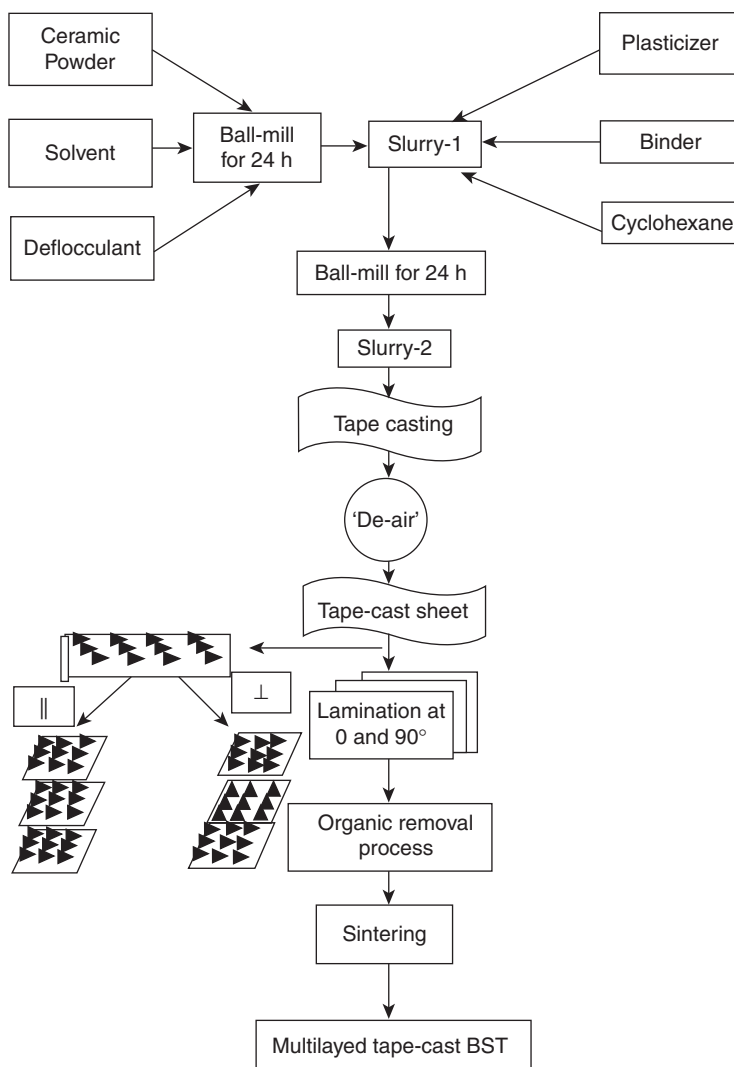 Ceramic
Powder
Plasticizer
Solvent
Ball-mill
for 24 h
Slurry-1
Binder
Deflocculant
Cyclohexane
Ball-mill for 24 h
Slurry-2
Tape casting
‘De-air’
Tape-cast sheet
||
⊥
Lamination at
0 and 90°
Organic removal
process
Sintering
Multilayed tape-cast BST